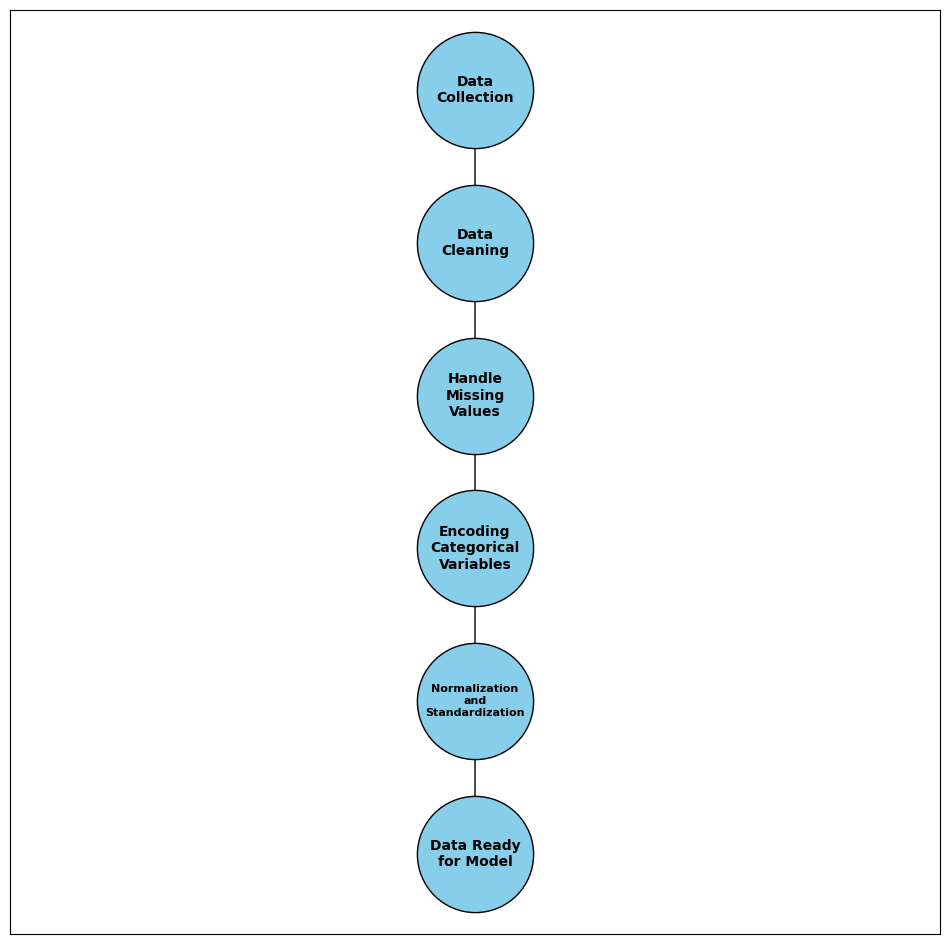 Data
Collection
Data
Cleaning
Handle
Missing
Values
Encoding
Categorical
Variables
Normalization
and
Standardization
Data Ready
for Model